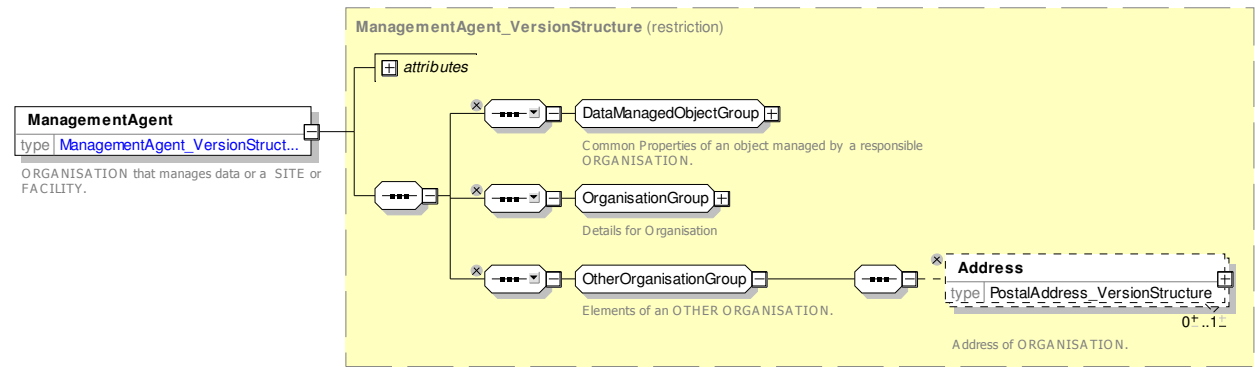 ManagementAgent_VersionStructure (restriction)
attributes
ManagementAgent
type ManagementAgent_VersionStruct...
ORGANISATION that manages data or a SITE or
FACILITY.
DataManagedObjectGroup
Common Properties of an object managed by a responsible
ORGANISATION.
OrganisationGroup
Details for Organisation
OtherOrganisationGroup
Elements of an OTHER ORGANISATION.
Address
type PostalAddress_VersionStructure
0±..1±
Address of ORGANISATION.